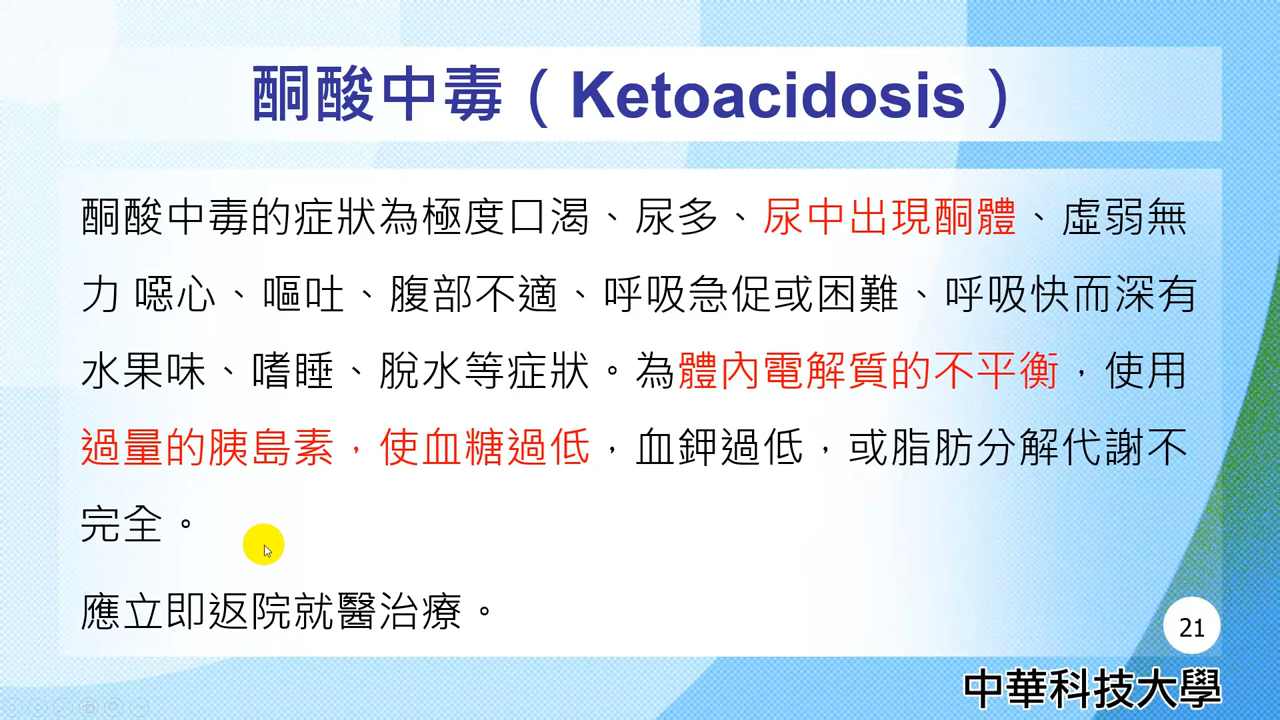 酮酸中毒（Ketoacidosis）
酮酸中毒的症狀為極度口渴、尿多、尿中出現酮體、虛弱無
力 噁心、嘔吐、腹部不適、呼吸急促或困難、呼吸快而深有
水果味、嗜睡、脫水等症狀。為體內電解質的不平衡，使用
過量的胰島素，使血糖過低，血鉀過低，或脂肪分解代謝不
完全。
應立即返院就醫治療。
21
中華科技大學